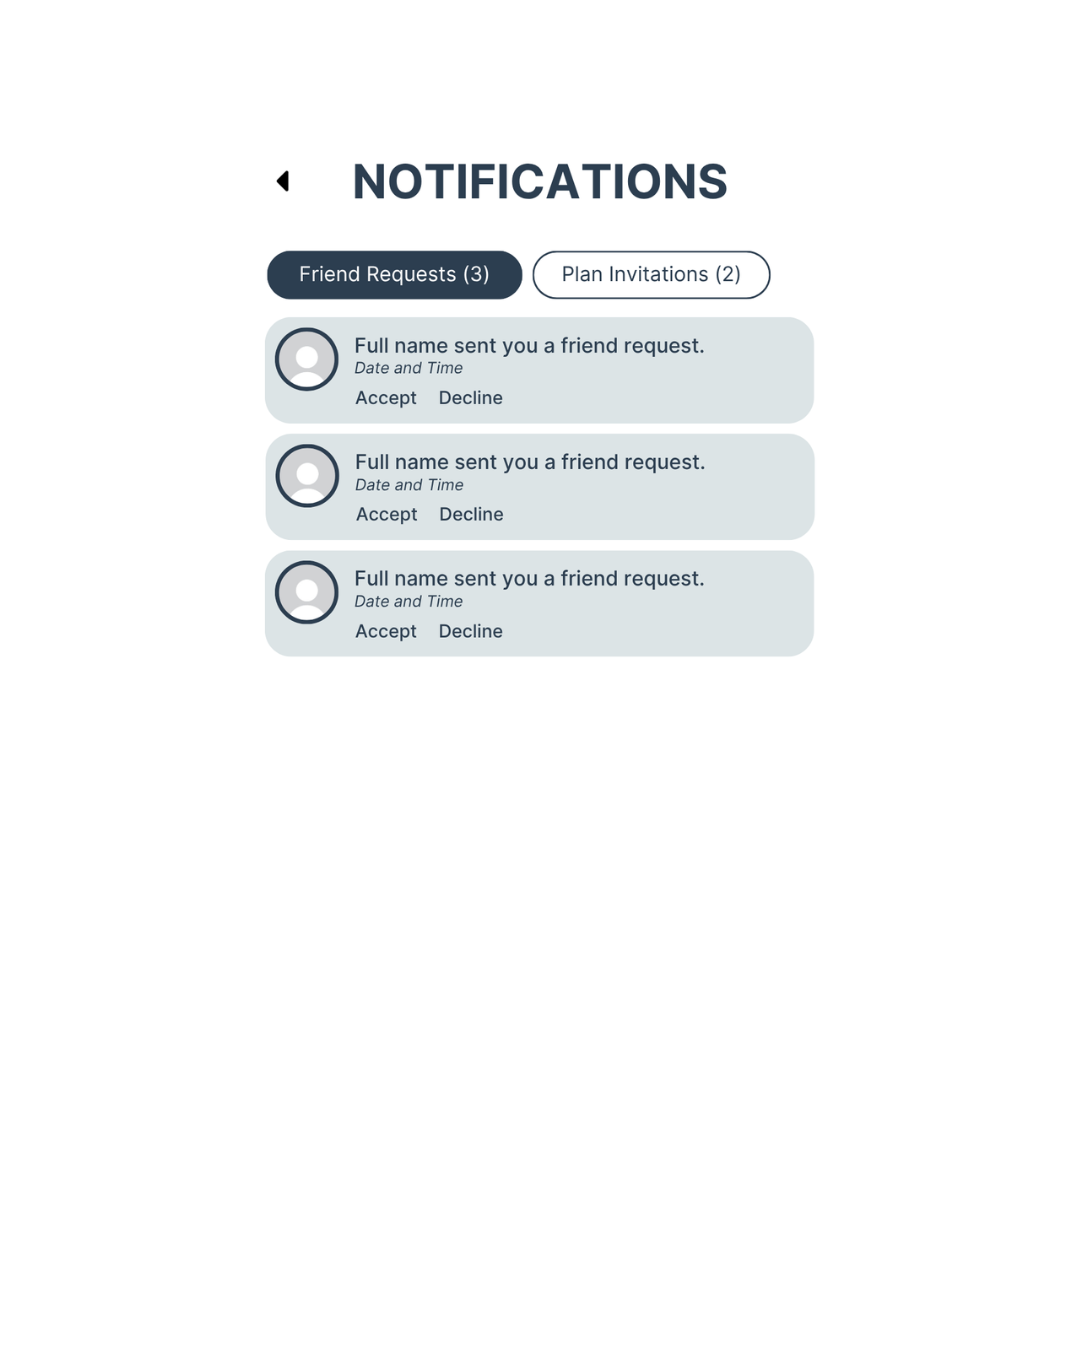 NOTIFICATIONS
Friend Requests (3) Plan Invitations (2)
Full name sent you a friend request.
Date and Time
Accept Decline
Full name sent you a friend request.
Date and Time
Accept Decline
Full name sent you a friend request.
Date and Time
Accept Decline